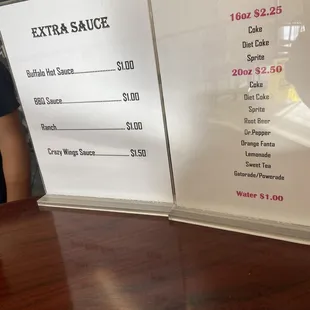 EXTRA SAUCE
Buffalo Hot Sauce..................$1.00
BBQ Sauce..................$1.00
Ranch..................$1.00
Crazy Wings Sauce..................$1.50
16oz $2.25
Coke
Diet Coke
Sprite
20oz $2.50
Coke
Diet Coke
Sprite
Root Beer
Dr.Pepper
Orange Fanta
Lemonade
Sweet Tea
Gatorade/Powerade
Water $1.00